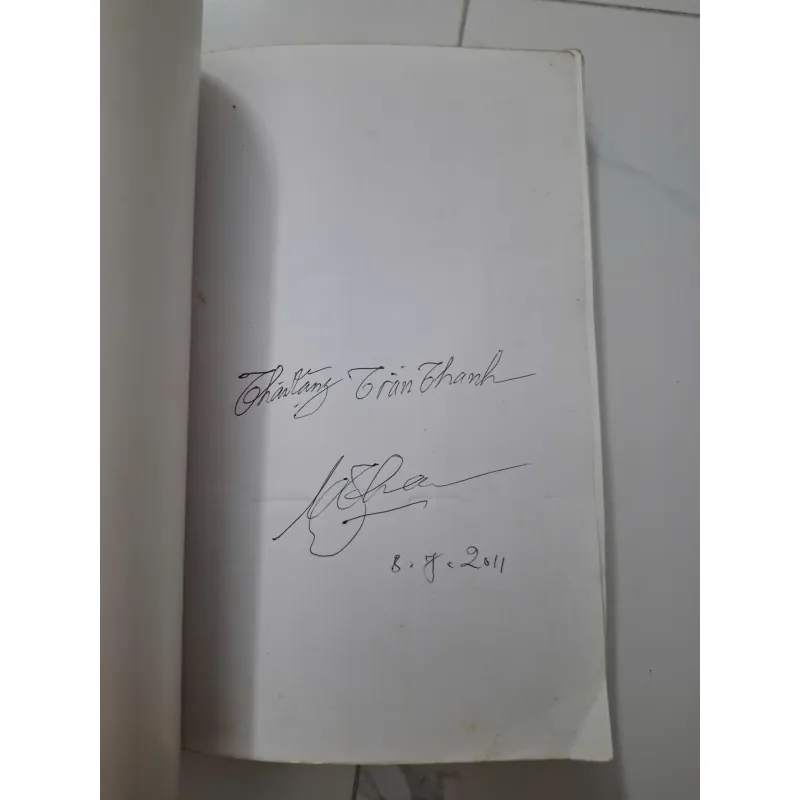 Thân tặng Trần Thanh
8.7.2011